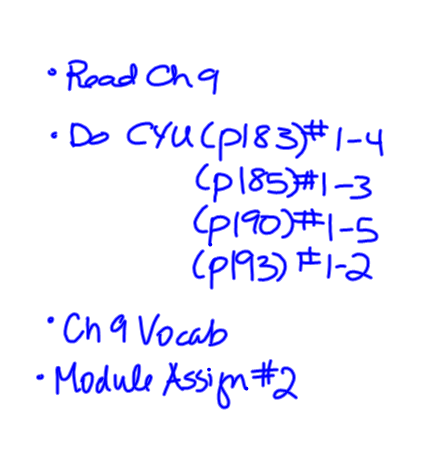 • Read Ch 9
• Do CYU (p183) # 1-4
(p185) #1-3
(p190) #1-5
(p193) #1-2
• Ch 9 Vocab
• Module Assign #2